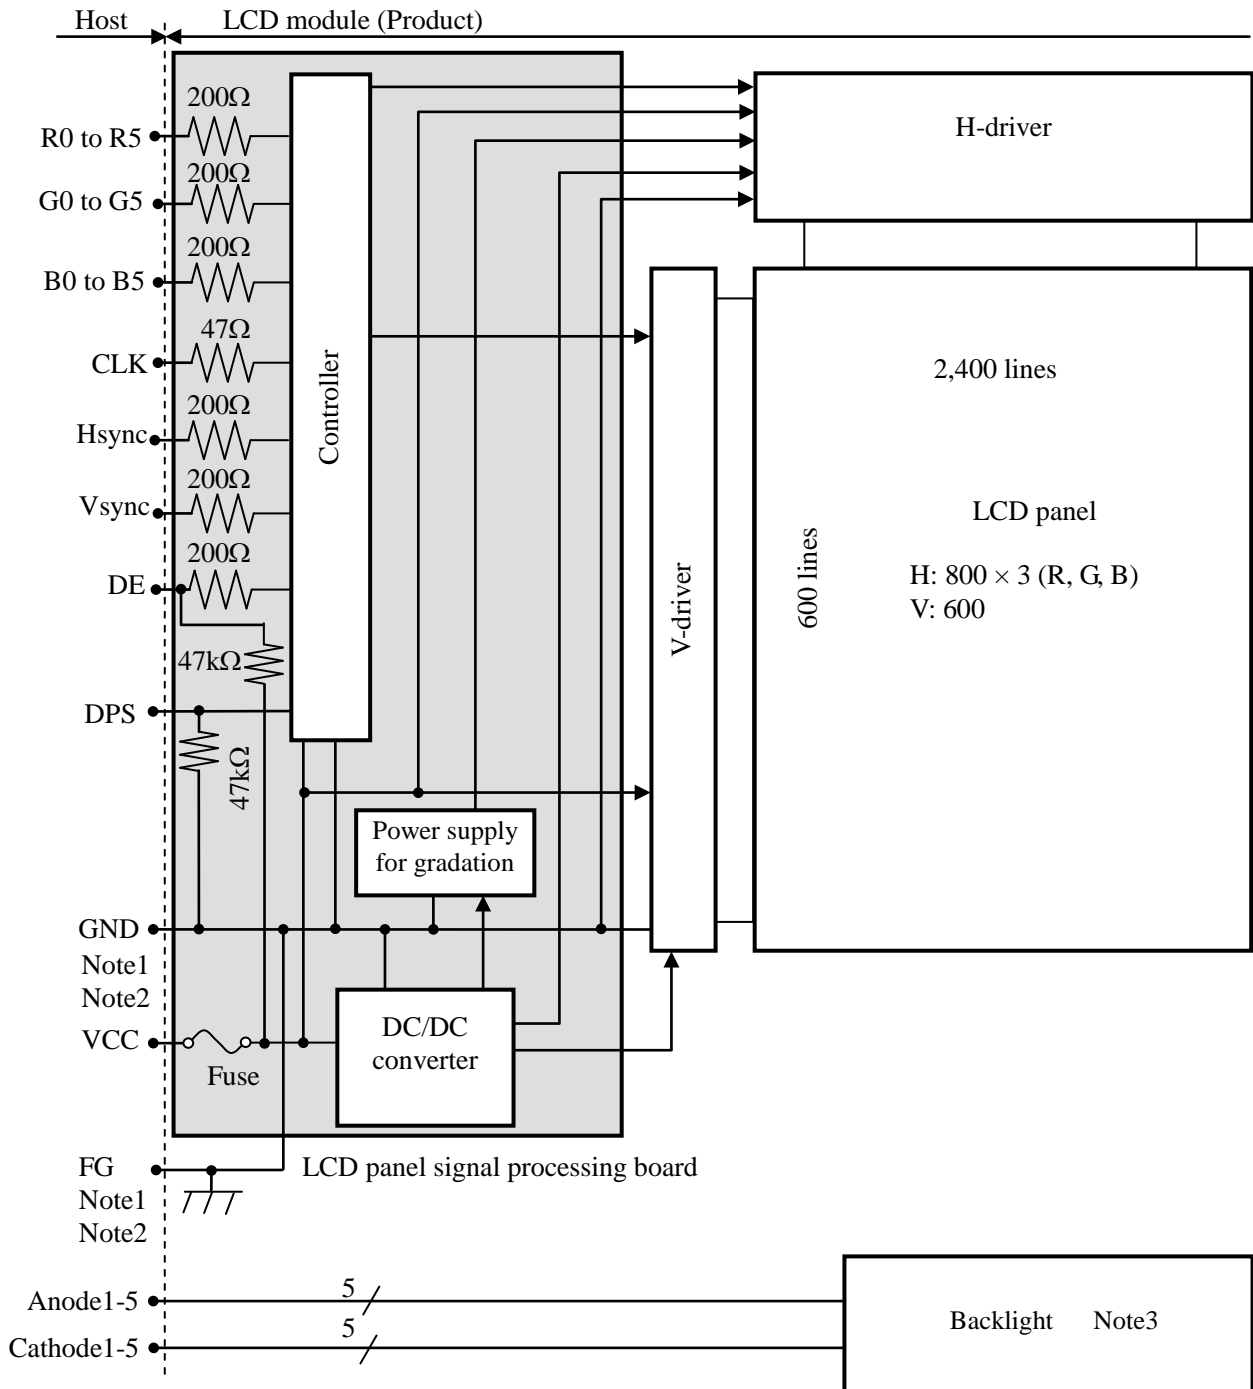 Host
LCD module (Product)
200Ω
R0 to R5
200Ω
G0 to G5
200Ω
B0 to B5
47Ω
CLK
200Ω
Hsync
200Ω
Vsync
200Ω
DE
47kΩ
DPS
47kΩ
Controller
H-driver
V-driver
2,400 lines
600 lines
LCD panel
H: 800 × 3 (R, G, B)
V: 600
Power supply
for gradation
GND
Note1
Note2
VCC
Fuse
DC/DC
converter
FG
Note1
Note2
LCD panel signal processing board
Anode1-5
5
Cathode1-5
5
Backlight Note3